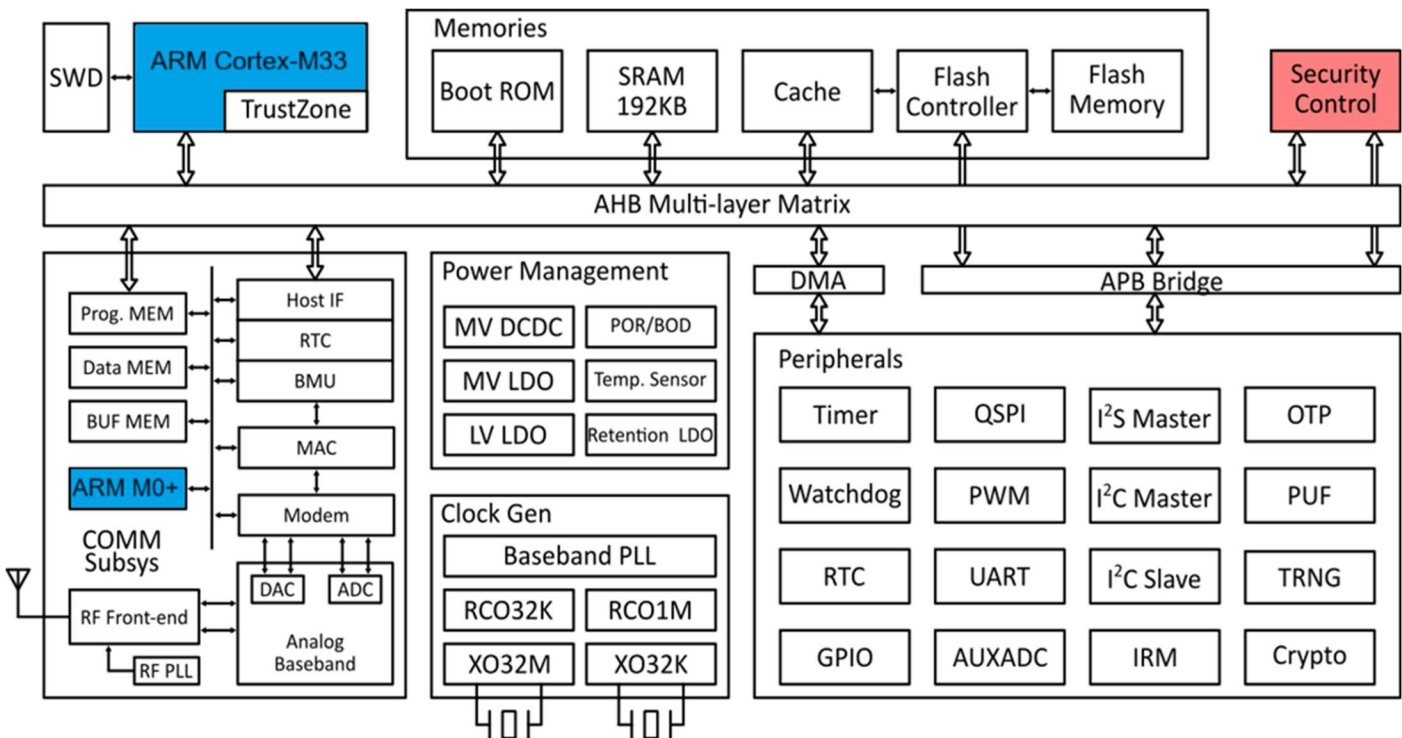 SWD
ARM Cortex-M33
TrustZone
Memories
Boot ROM
SRAM
192KB
Cache
Flash
Controller
Flash
Memory
Security
Control
AHB Multi-layer Matrix
Prog. MEM
Data MEM
BUF MEM
ARM M0+
COMM
Subsys
RF Front-end
RF PLL
Host IF
RTC
BMU
MAC
Modem
DAC
ADC
Analog
Baseband
Power Management
MV DCDC
POR/BOD
MV LDO
Temp. Sensor
LV LDO
Retention LDO
Clock Gen
Baseband PLL
RCO32K
RCO1M
XO32M
XO32K
DMA
APB Bridge
Peripherals
Timer
QSPI
I²S Master
OTP
Watchdog
PWM
I²C Master
PUF
RTC
UART
I²C Slave
TRNG
GPIO
AUXADC
IRM
Crypto